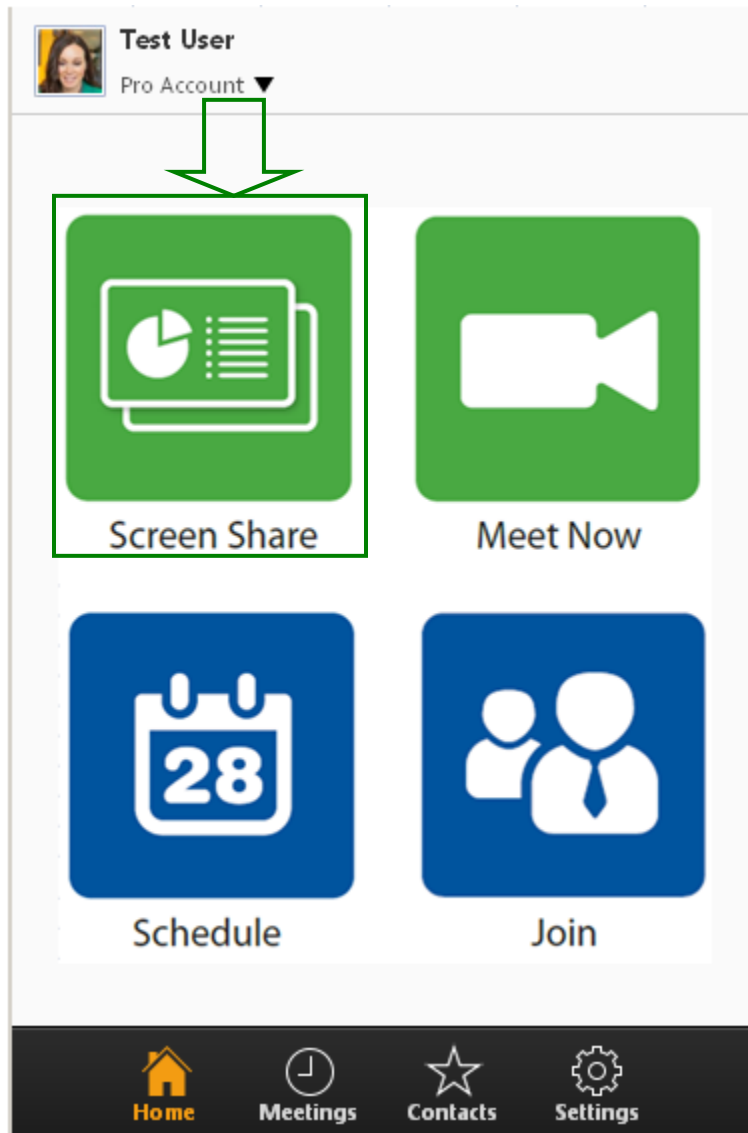 Test User
Pro Account ▼
Screen Share
Meet Now
28
Schedule
Join
Home
Meetings
Contacts
Settings